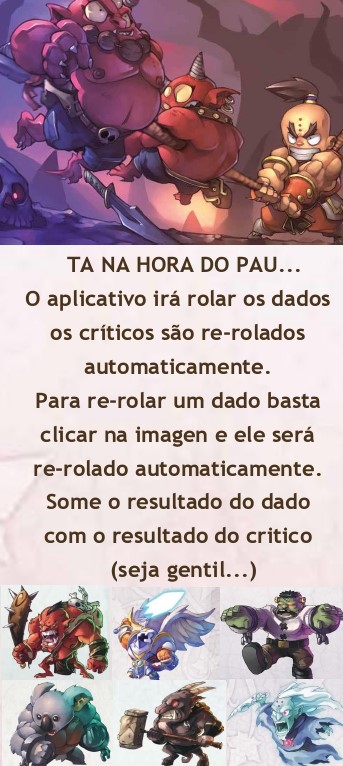 TA NA HORA DO PAU...
O aplicativo irá rolar os dados
os críticos são re-rolados
automaticamente.
Para re-rolar um dado basta
clicar na imagen e ele será
re-rolado automaticamente.
Some o resultado do dado
com o resultado do critico
(seja gentil...)